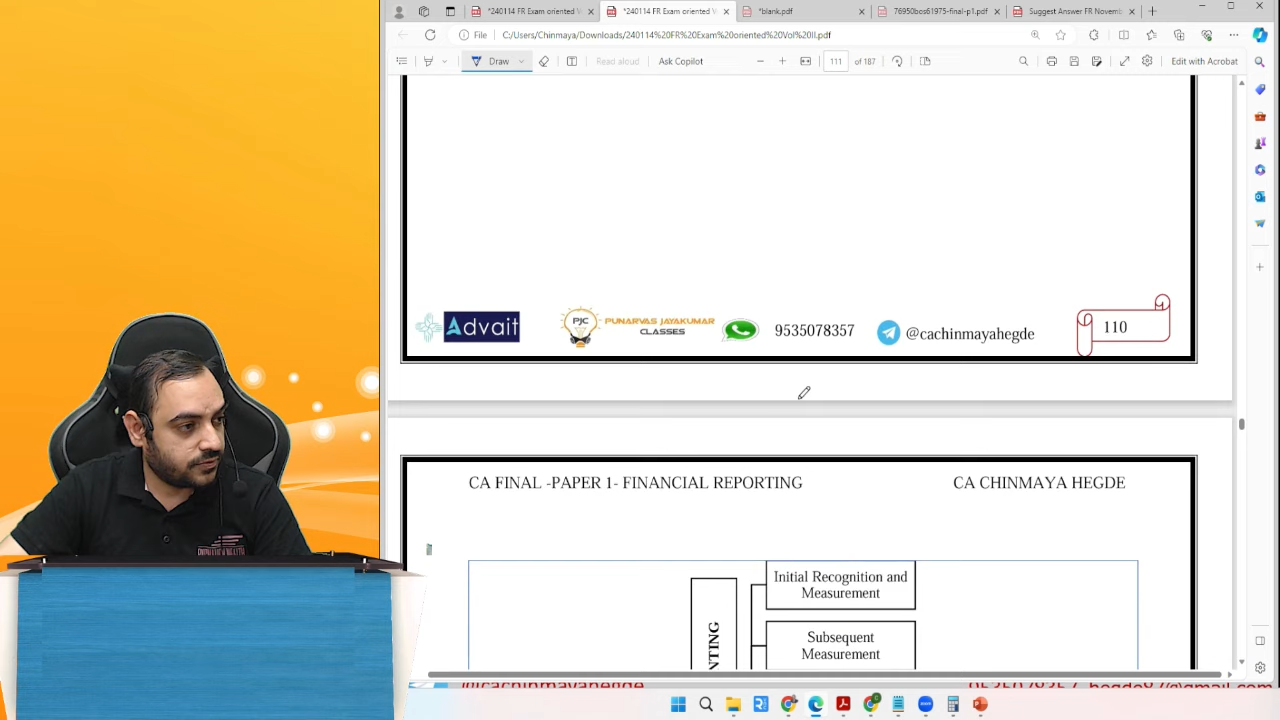 *240114 FR Exam oriented V
*240114 FR Exam oriented V
*blank.pdf
76950bos61975-final-p1.pdf
Suggest Answer FR Novemb
File
C:/Users/Chinmaya/Downloads/240114%20FR%20Exam%20oriented%20Vol%20II.pdf
Draw
Read aloud
Ask Copilot
111 of 187
Edit with Acrobat
Advait
PJC
PUNARVAS JAYAKUMAR
CLASSES
9535078357
@cachinmayahegde
110
CA FINAL -PAPER 1- FINANCIAL REPORTING
CA CHINMAYA HEGDE
Initial Recognition and
Measurement
Subsequent
Measurement
NTING